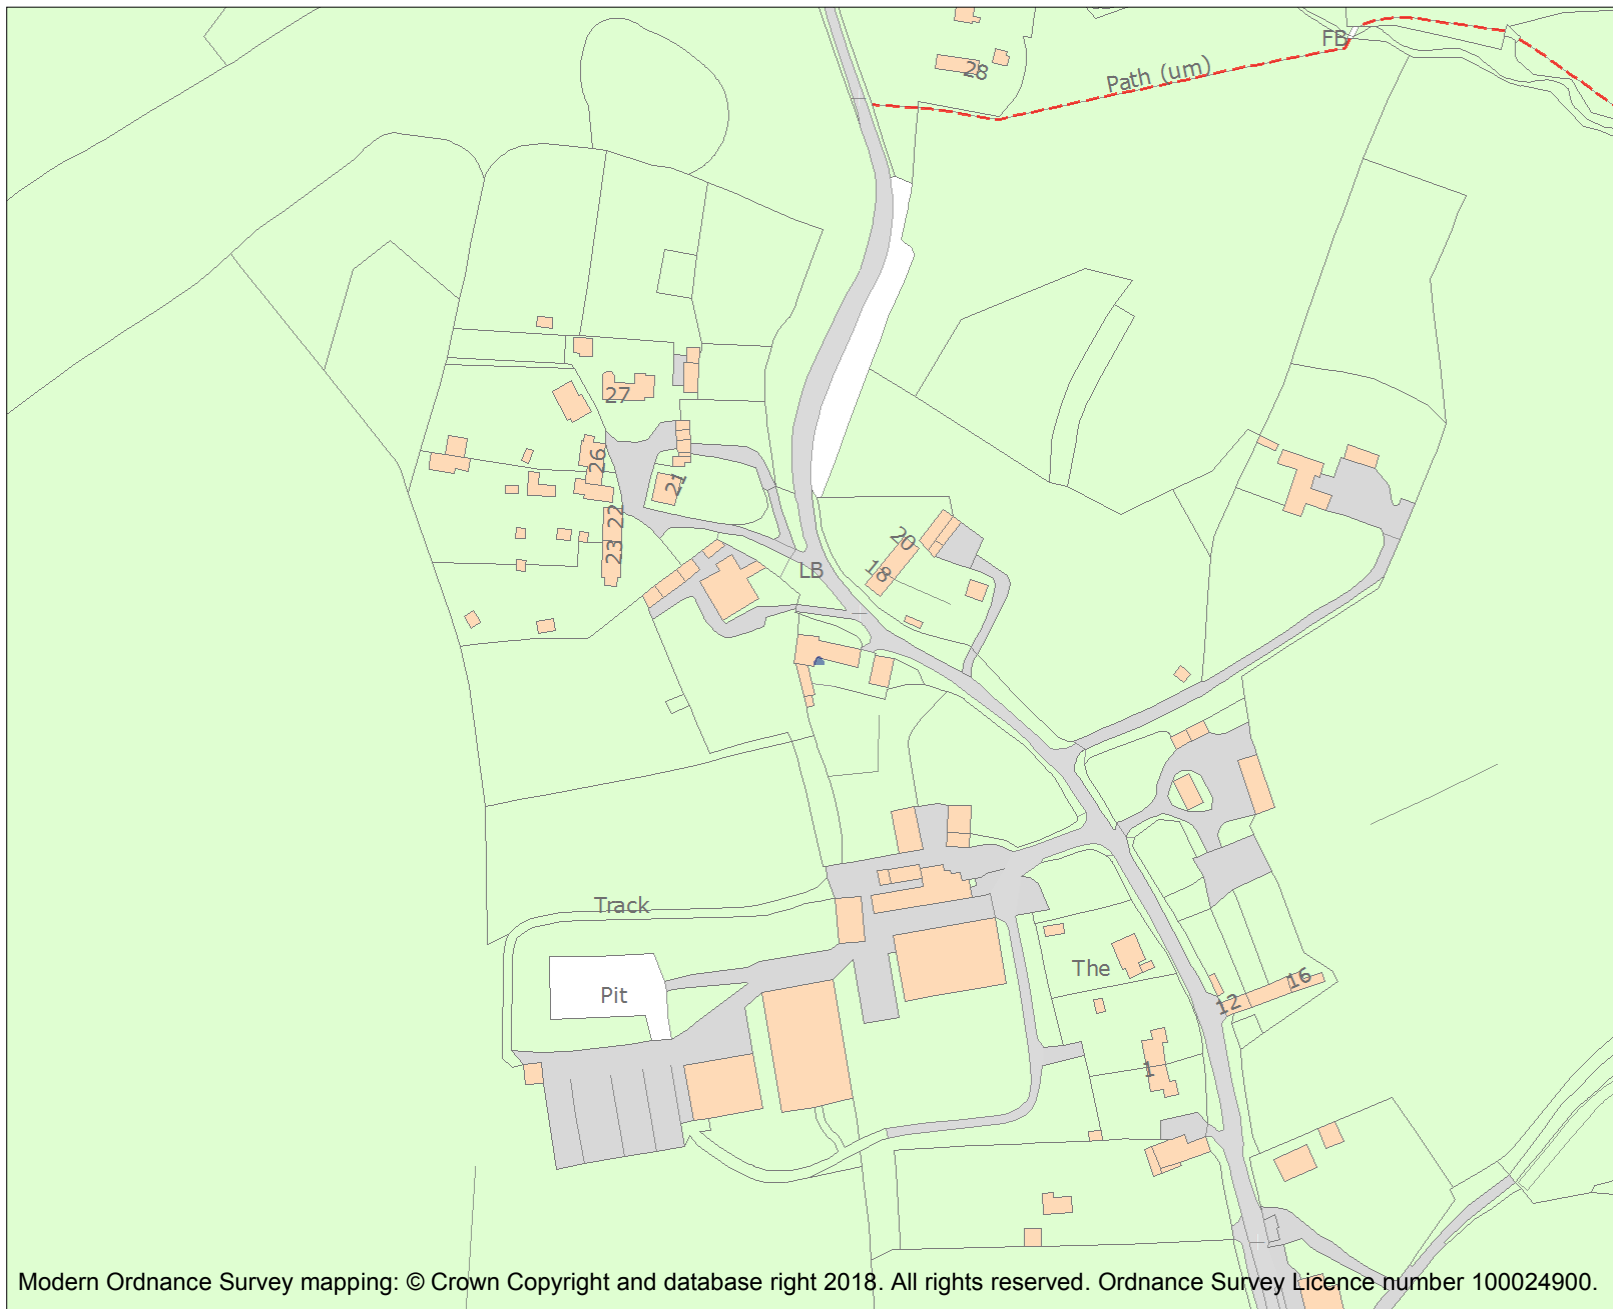 FB
Path (um)
28
27
26
21
22
23
20
18
LB
Track
Pit
The
16
12
1
Modern Ordnance Survey mapping: © Crown Copyright and database right 2018. All rights reserved. Ordnance Survey Licence number 100024900.